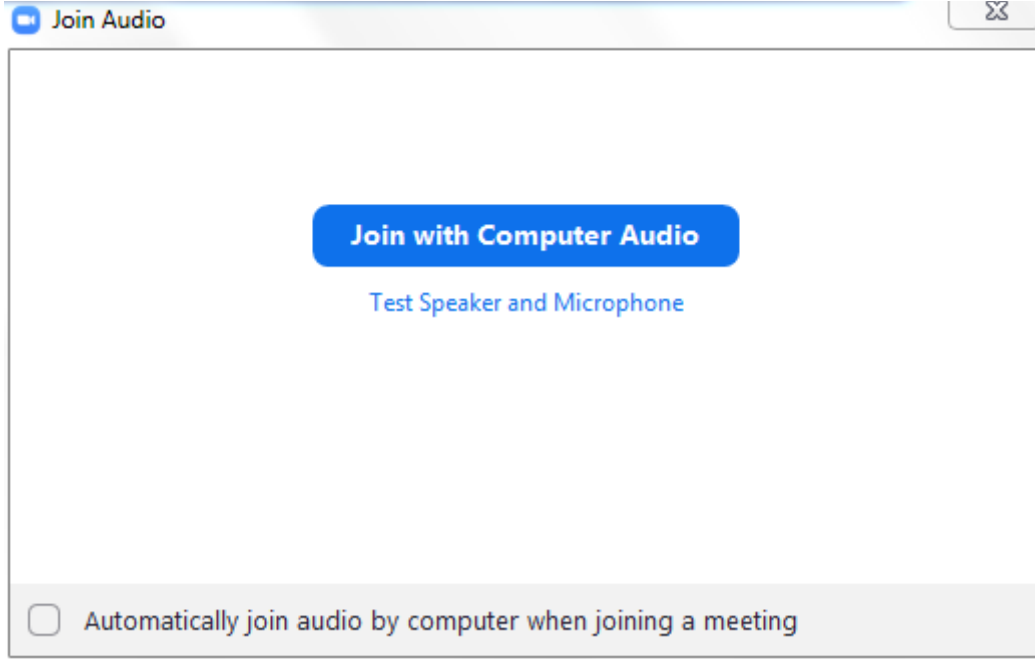 Join Audio
Join with Computer Audio
Test Speaker and Microphone
Automatically join audio by computer when joining a meeting